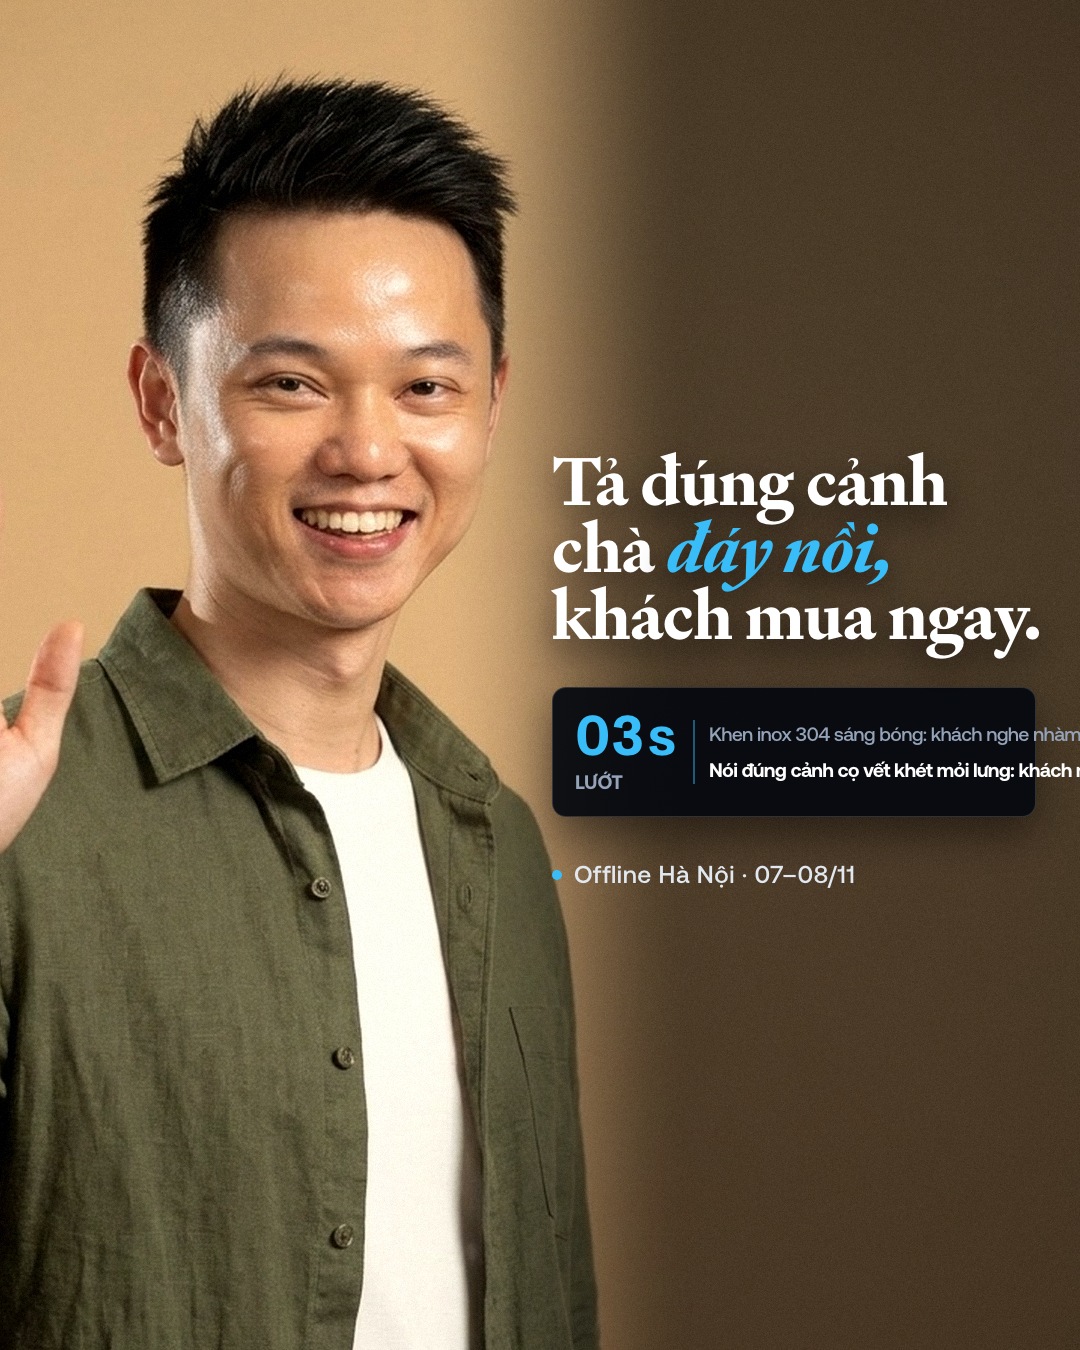 Tả đúng cảnh
chà đáy nồi,
khách mua ngay.
03s
LƯỚT
Khen inox 304 sáng bóng: khách nghe nhàm
Nói đúng cảnh cọ vết khét mỏi lưng: khách
Offline Hà Nội · 07–08/11